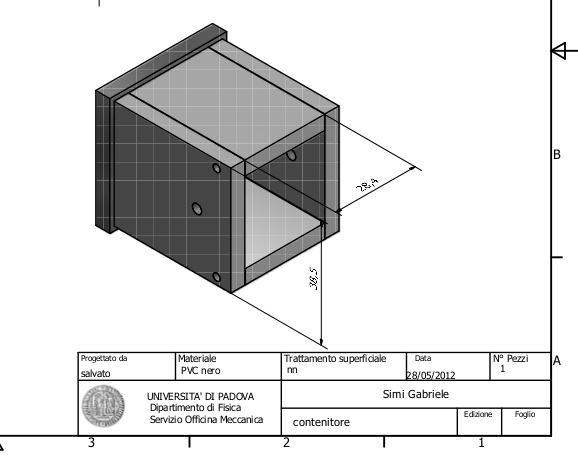 28,4
B
38,5
Progettato da
salvato
Materiale
PVC nero
Trattamento superficiale
nn
Data
28/05/2012
N° Pezzi
1
A
UNIVERSITA' DI PADOVA
Dipartimento di Fisica
Servizio Officina Meccanica
Simi Gabriele
contenitore
Edizione
Foglio
3
2
1